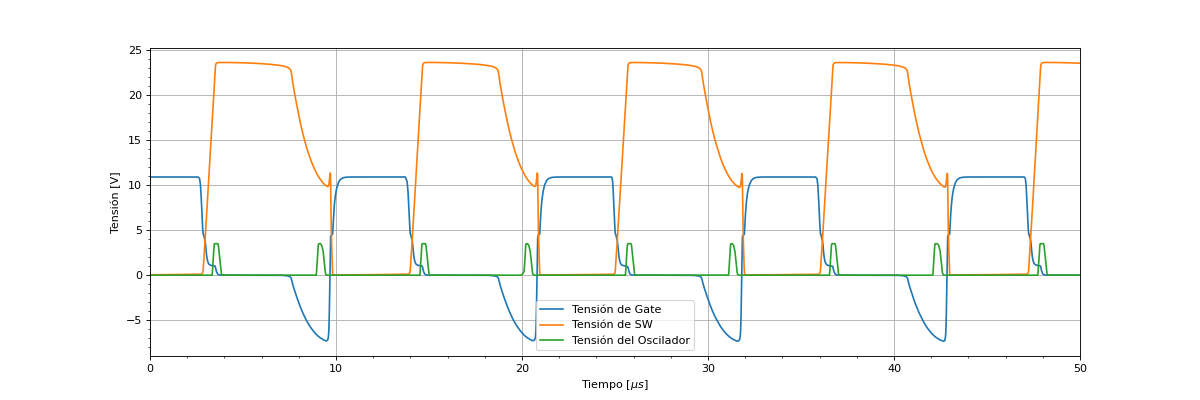 25
20
15
10
5
0
−5
Tensión [V]
Tensión de Gate
Tensión de SW
Tensión del Oscilador
0 10 20 30 40 50
Tiempo [μs]